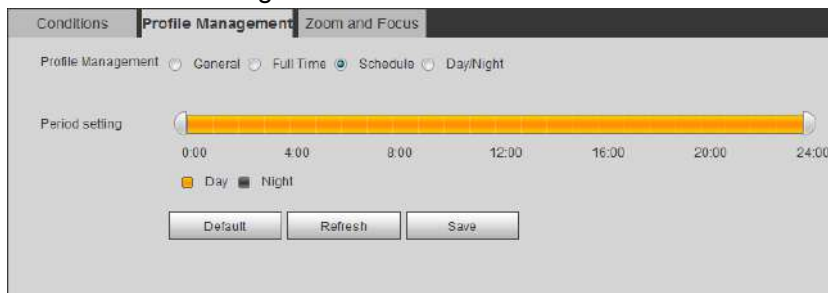 Conditions Profile Management Zoom and Focus
Profile Management General Full Time Schedule Day/Night
Period setting
0:00 4:00 8:00 12:00 16:00 20:00 24:00
Day Night
Default Refresh Save